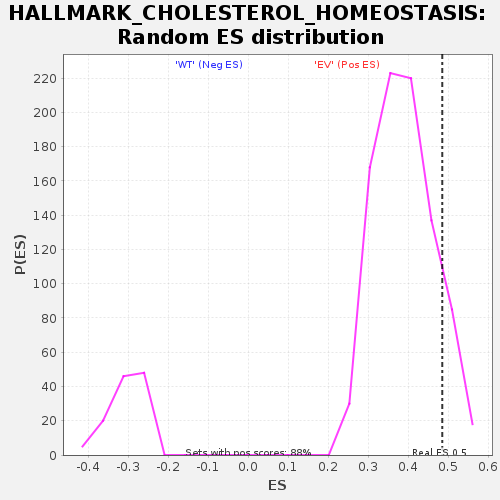 HALLMARK_CHOLESTEROL_HOMEOSTASIS:
Random ES distribution
'WT' (Neg ES)
'EV' (Pos ES)
220
200
180
160
140
120
100
80
60
40
20
0
P(ES)
Sets with pos scores: 88%
Real ES 0.5
-0.4
-0.3
-0.2
-0.1
0.0
0.1
0.2
0.3
0.4
0.5
0.6
ES